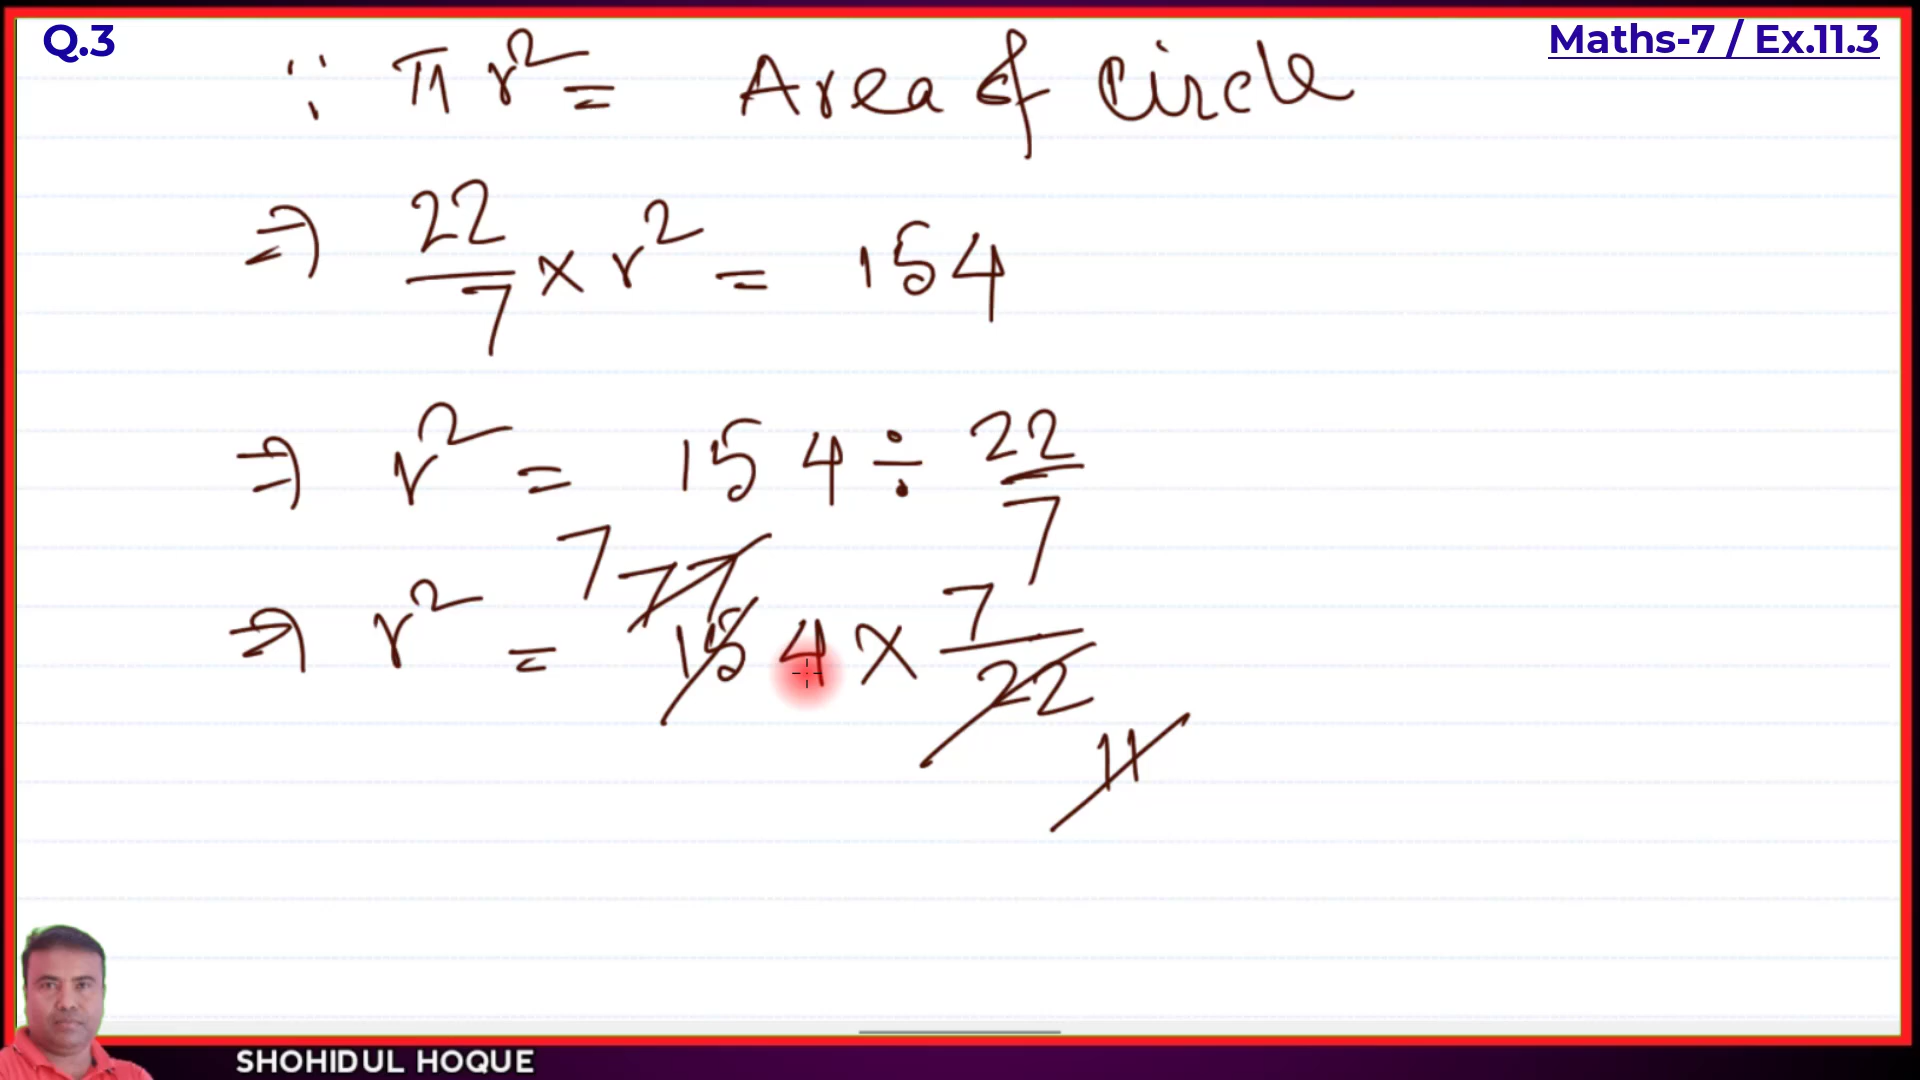 Q.3
Maths-7 / Ex.11.3
∵ πr² = Area of circle
⇒ 22/7 × r² = 154
⇒ r² = 154 ÷ 22/7
7 77
⇒ r² = 154 × 7/22
11
SHOHIDUL HOQUE